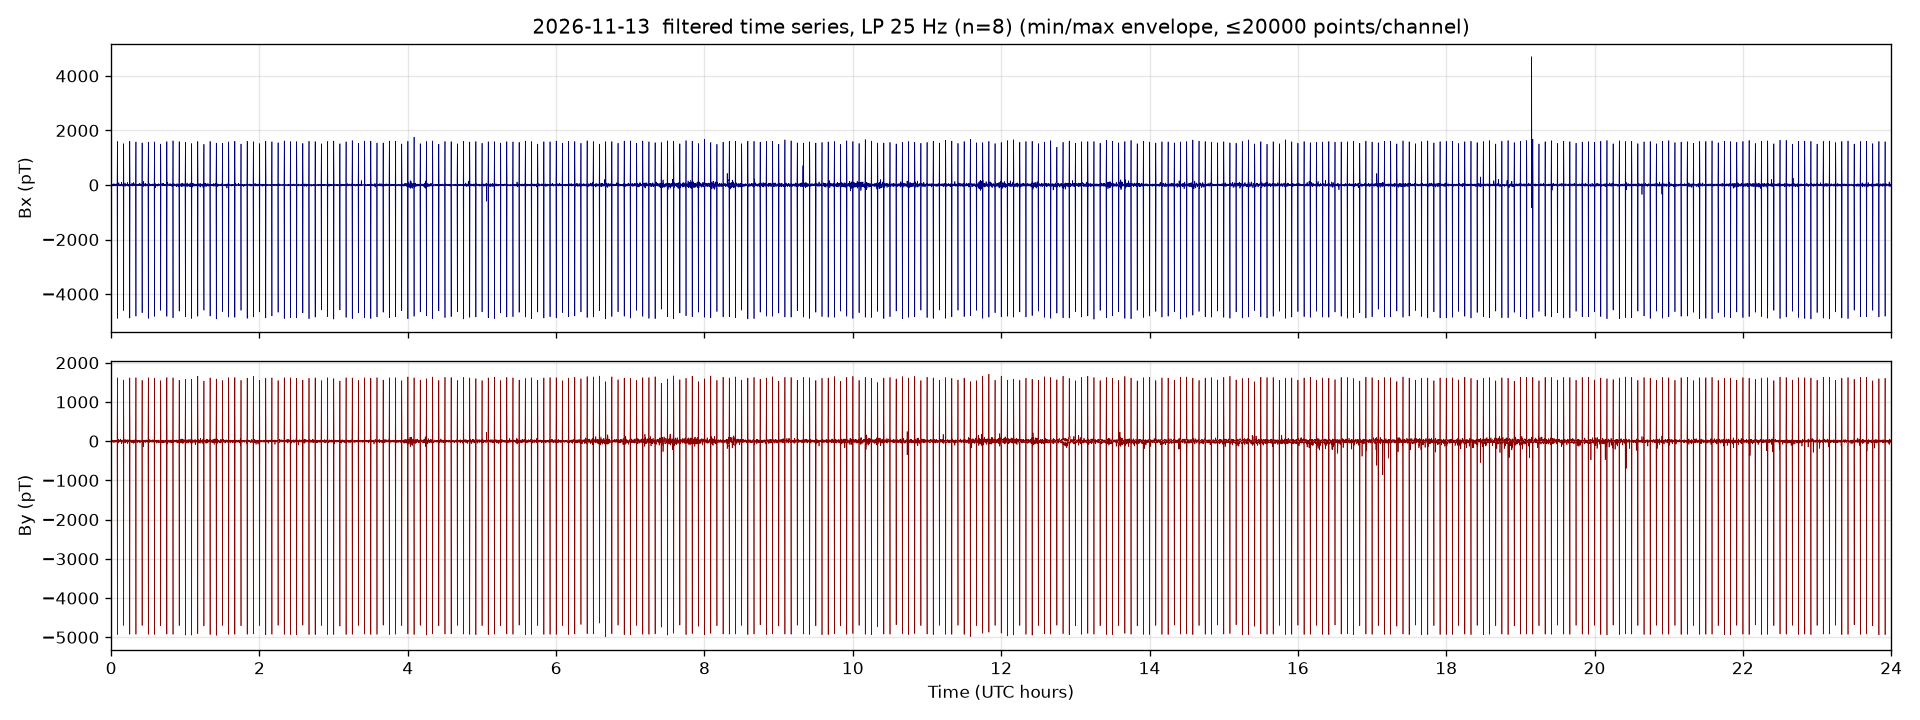 2026-11-13  filtered time series, LP 25 Hz (n=8) (min/max envelope, ≤20000 points/channel)
Bx (pT)
4000
2000
0
−2000
−4000
By (pT)
2000
1000
0
−1000
−2000
−3000
−4000
−5000
0 2 4 6 8 10 12 14 16 18 20 22 24
Time (UTC hours)